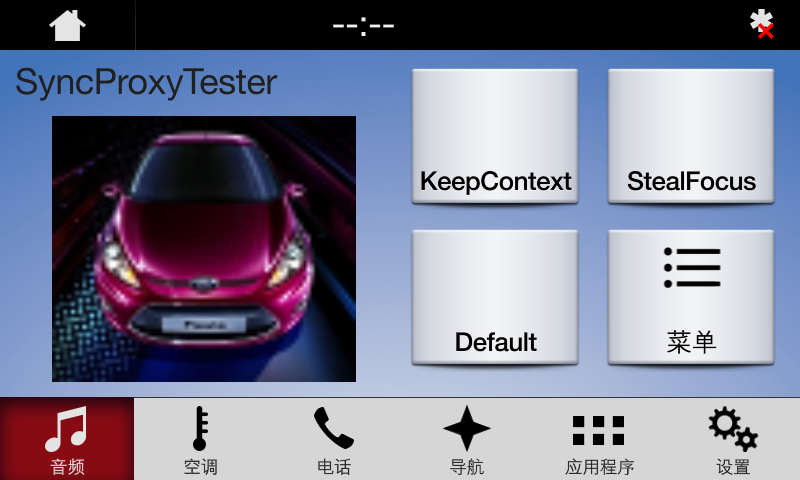 --:--
SyncProxyTester
KeepContext
StealFocus
Default
菜单
音频
空调
电话
导航
应用程序
设置